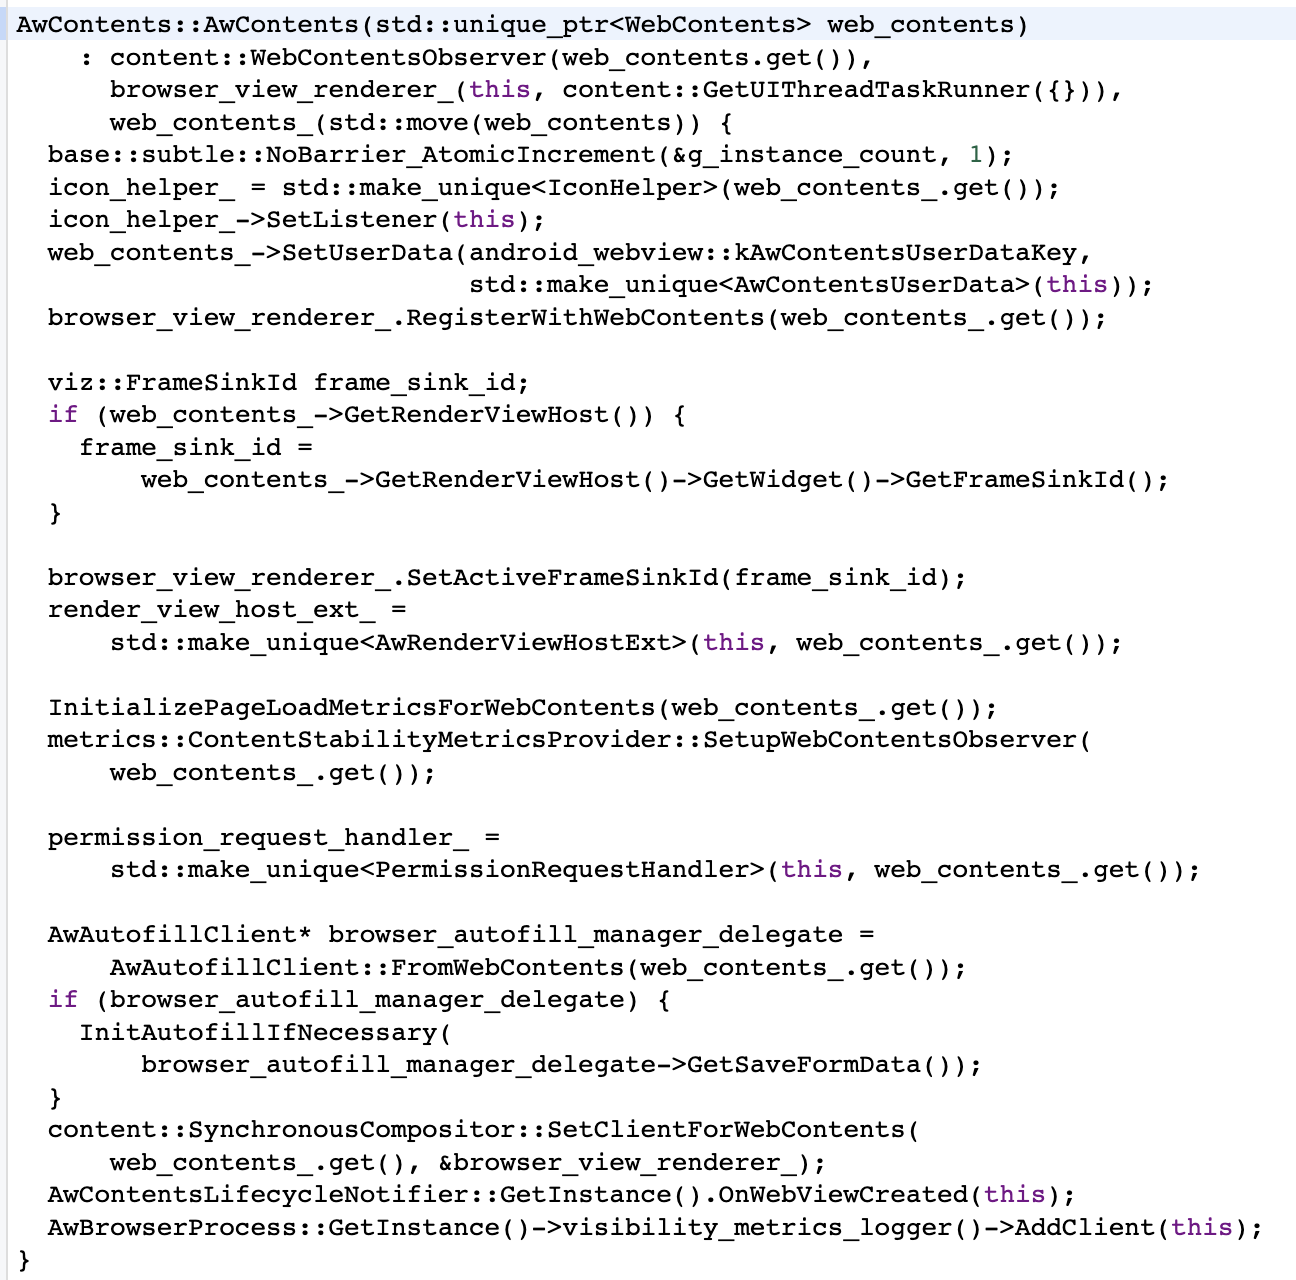 AwContents::AwContents(std::unique_ptr<WebContents> web_contents)
    : content::WebContentsObserver(web_contents.get()),
      browser_view_renderer_(this, content::GetUIThreadTaskRunner({})),
      web_contents_(std::move(web_contents)) {
  base::subtle::NoBarrier_AtomicIncrement(&g_instance_count, 1);
  icon_helper_ = std::make_unique<IconHelper>(web_contents_.get());
  icon_helper_->SetListener(this);
  web_contents_->SetUserData(android_webview::kAwContentsUserDataKey,
                             std::make_unique<AwContentsUserData>(this));
  browser_view_renderer_.RegisterWithWebContents(web_contents_.get());

  viz::FrameSinkId frame_sink_id;
  if (web_contents_->GetRenderViewHost()) {
    frame_sink_id =
        web_contents_->GetRenderViewHost()->GetWidget()->GetFrameSinkId();
  }

  browser_view_renderer_.SetActiveFrameSinkId(frame_sink_id);
  render_view_host_ext_ =
      std::make_unique<AwRenderViewHostExt>(this, web_contents_.get());

  InitializePageLoadMetricsForWebContents(web_contents_.get());
  metrics::ContentStabilityMetricsProvider::SetupWebContentsObserver(
      web_contents_.get());

  permission_request_handler_ =
      std::make_unique<PermissionRequestHandler>(this, web_contents_.get());

  AwAutofillClient* browser_autofill_manager_delegate =
      AwAutofillClient::FromWebContents(web_contents_.get());
  if (browser_autofill_manager_delegate) {
    InitAutofillIfNecessary(
        browser_autofill_manager_delegate->GetSaveFormData());
  }
  content::SynchronousCompositor::SetClientForWebContents(
      web_contents_.get(), &browser_view_renderer_);
  AwContentsLifecycleNotifier::GetInstance().OnWebViewCreated(this);
  AwBrowserProcess::GetInstance()->visibility_metrics_logger()->AddClient(this);
}